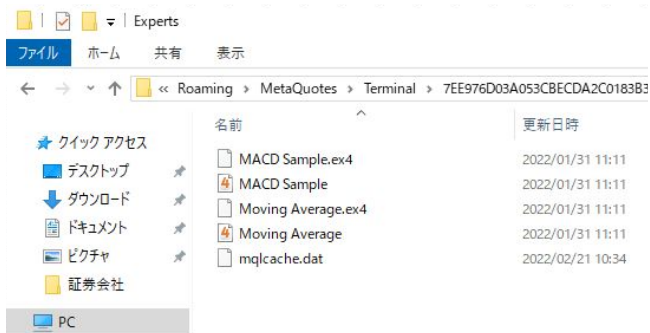 Experts
ファイル ホーム 共有 表示
« Roaming › MetaQuotes › Terminal › 7EE976D03A053CBECDA2C0183B3
名前 更新日時
クイック アクセス
デスクトップ
ダウンロード
ドキュメント
ピクチャ
証券会社
PC
MACD Sample.ex4 2022/01/31 11:11
MACD Sample 2022/01/31 11:11
Moving Average.ex4 2022/01/31 11:11
Moving Average 2022/01/31 11:11
mqlcache.dat 2022/02/21 10:34